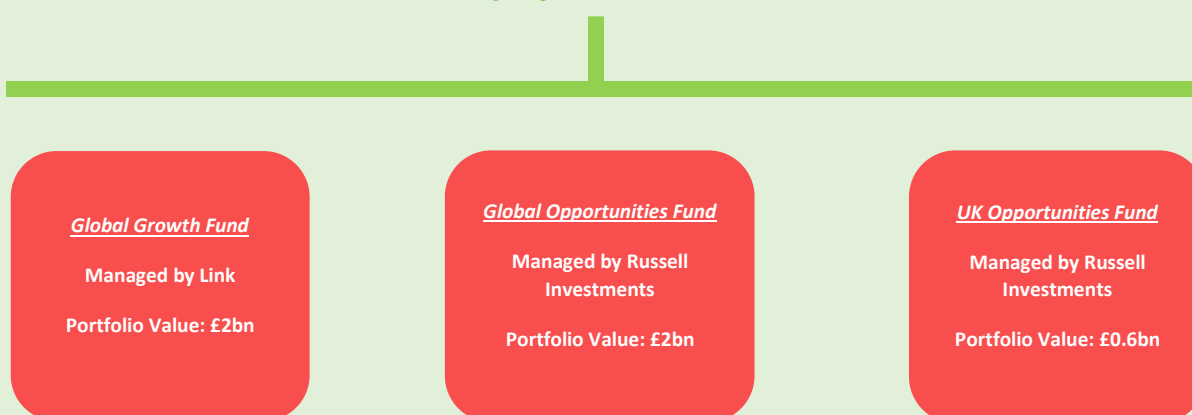 Global Growth Fund
Managed by Link
Portfolio Value: £2bn
Global Opportunities Fund
Managed by Russell
Investments
Portfolio Value: £2bn
UK Opportunities Fund
Managed by Russell
Investments
Portfolio Value: £0.6bn